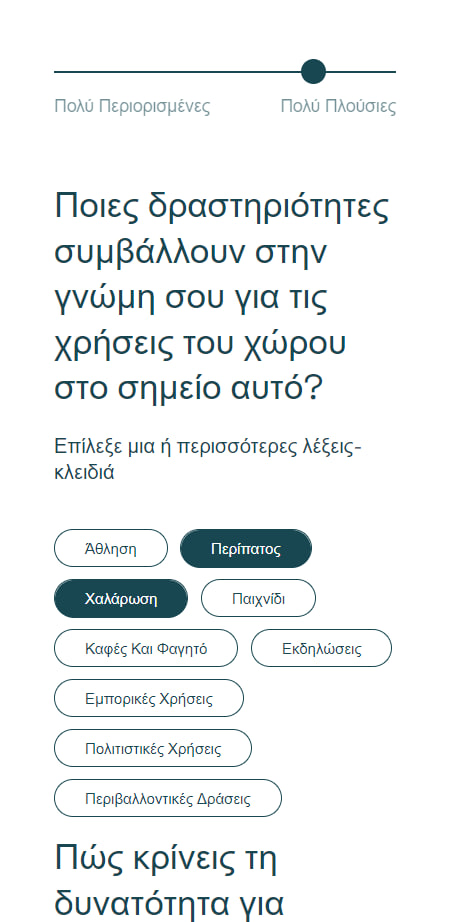 Πολύ Περιορισμένες Πολύ Πλούσιες
Ποιες δραστηριότητες
συμβάλλουν στην
γνώμη σου για τις
χρήσεις του χώρου
στο σημείο αυτό?
Επίλεξε μια ή περισσότερες λέξεις-
κλειδιά
Άθληση Περίπατος
Χαλάρωση Παιχνίδι
Καφές Και Φαγητό Εκδηλώσεις
Εμπορικές Χρήσεις
Πολιτιστικές Χρήσεις
Περιβαλλοντικές Δράσεις
Πώς κρίνεις τη
δυνατότητα για